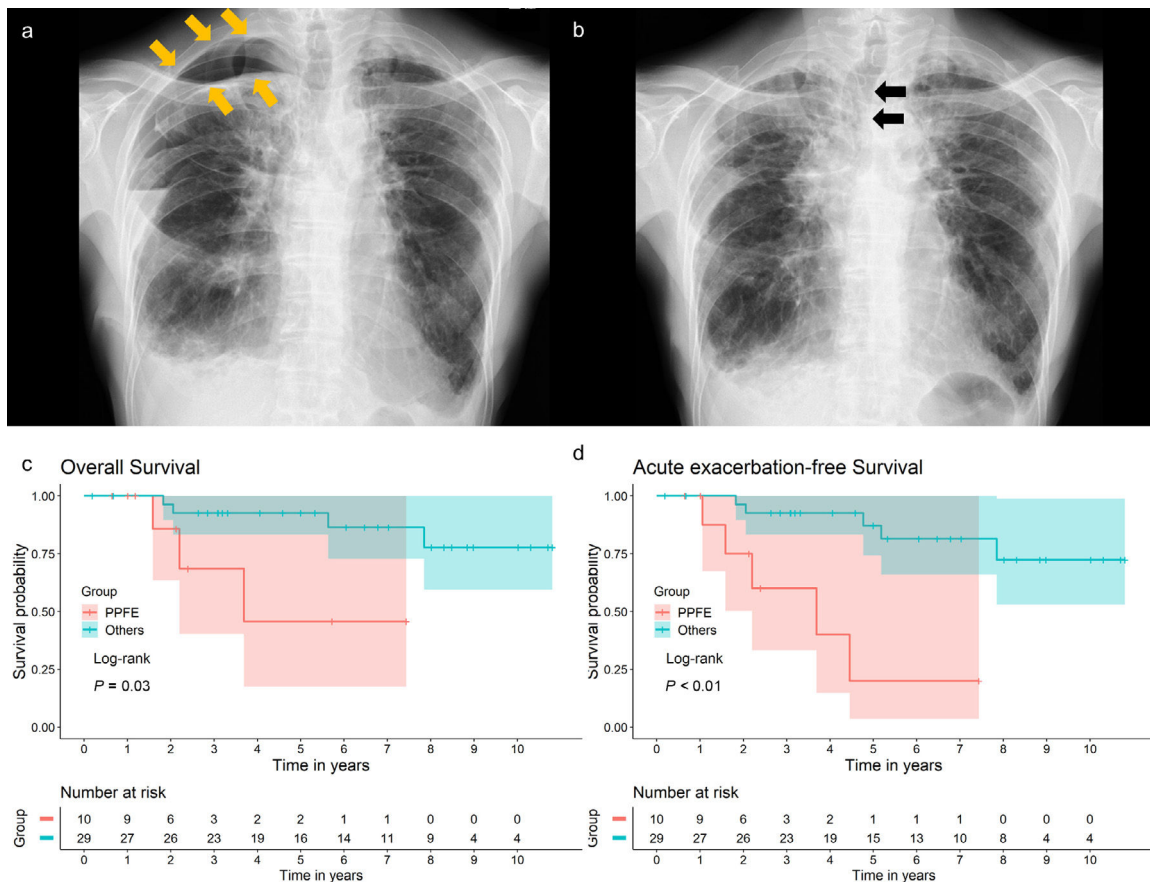 a
b
c Overall Survival
1.00
0.75
0.50
0.25
0.00
Survival probability
Group
PPFE
Others
Log-rank
P = 0.03
0 1 2 3 4 5 6 7 8 9 10
Time in years
Number at risk
Group
10 9 6 3 2 2 1 1 0 0 0
29 27 26 23 19 16 14 11 9 4 4
0 1 2 3 4 5 6 7 8 9 10
Time in years
d Acute exacerbation-free Survival
1.00
0.75
0.50
0.25
0.00
Survival probability
Group
PPFE
Others
Log-rank
P < 0.01
0 1 2 3 4 5 6 7 8 9 10
Time in years
Number at risk
Group
10 9 6 3 2 1 1 1 0 0 0
29 27 26 23 19 15 13 10 8 4 4
0 1 2 3 4 5 6 7 8 9 10
Time in years